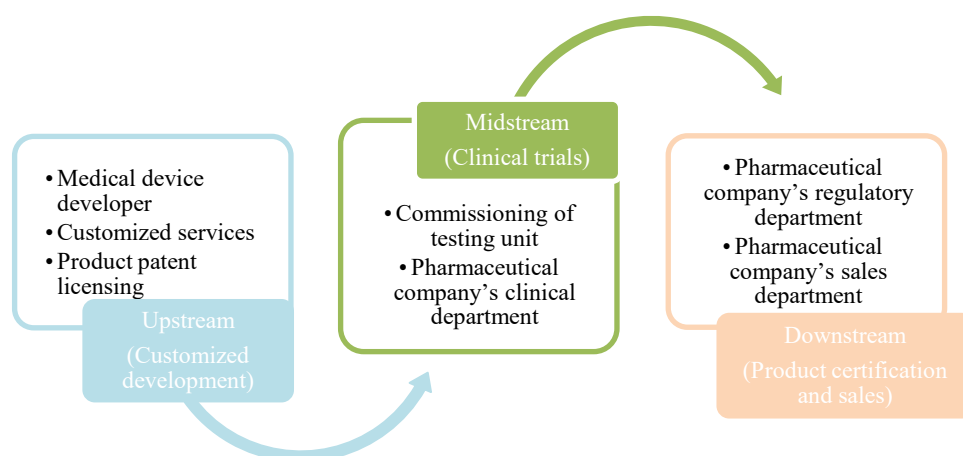 • Medical device
developer
• Customized services
• Product patent
licensing
Upstream
(Customized
development)
Midstream
(Clinical trials)
• Commissioning of
testing unit
• Pharmaceutical
company’s clinical
department
• Pharmaceutical
company’s regulatory
department
• Pharmaceutical
company’s sales
department
Downstream
(Product certification
and sales)